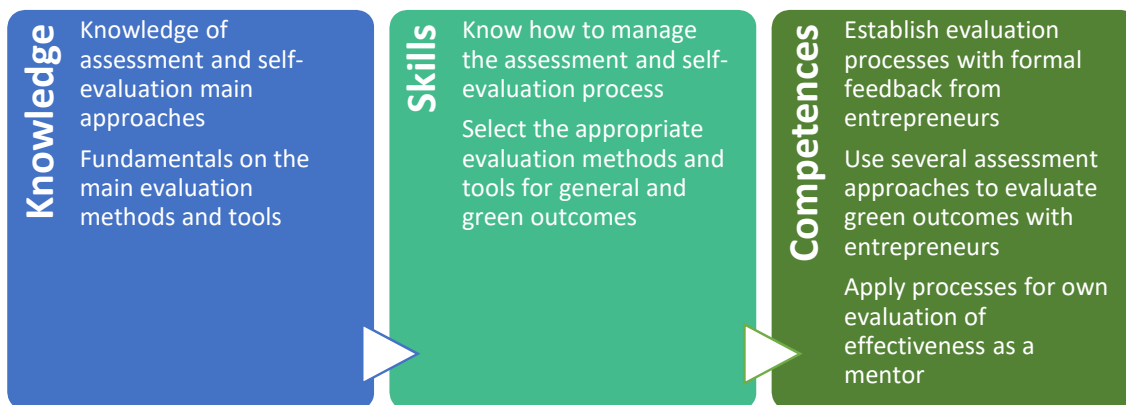 Knowledge
Knowledge of
assessment and self-
evaluation main
approaches
Fundamentals on the
main evaluation
methods and tools
Skills
Know how to manage
the assessment and self-
evaluation process
Select the appropriate
evaluation methods and
tools for general and
green outcomes
Competences
Establish evaluation
processes with formal
feedback from
entrepreneurs
Use several assessment
approaches to evaluate
green outcomes with
entrepreneurs
Apply processes for own
evaluation of
effectiveness as a
mentor